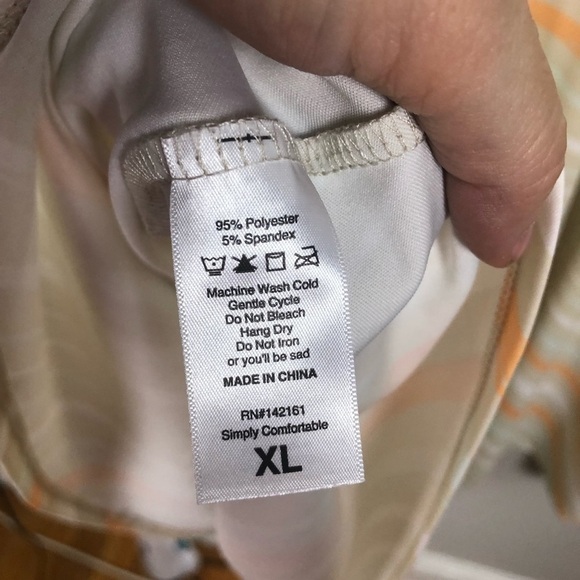 95% Polyester
5% Spandex
Machine Wash Cold
Gentle Cycle
Do Not Bleach
Hang Dry
Do Not Iron
or you'll be sad
MADE IN CHINA
RN#142161
Simply Comfortable
XL